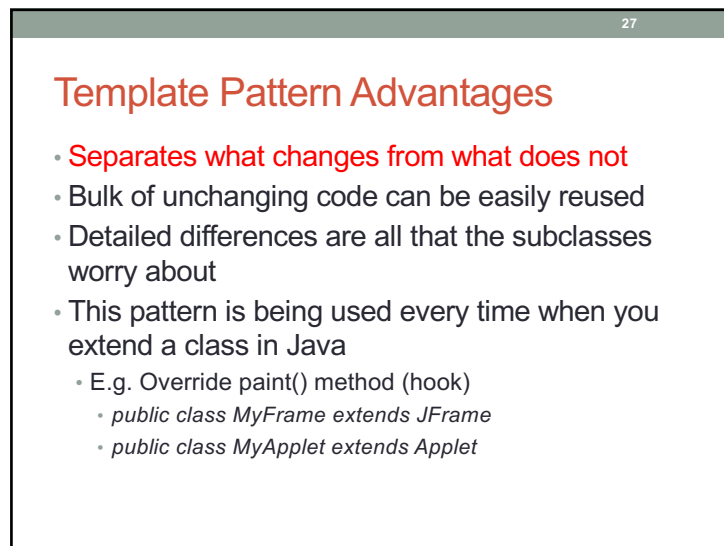 27
Template Pattern Advantages
• Separates what changes from what does not
• Bulk of unchanging code can be easily reused
• Detailed differences are all that the subclasses
worry about
• This pattern is being used every time when you
extend a class in Java
• E.g. Override paint() method (hook)
• public class MyFrame extends JFrame
• public class MyApplet extends Applet